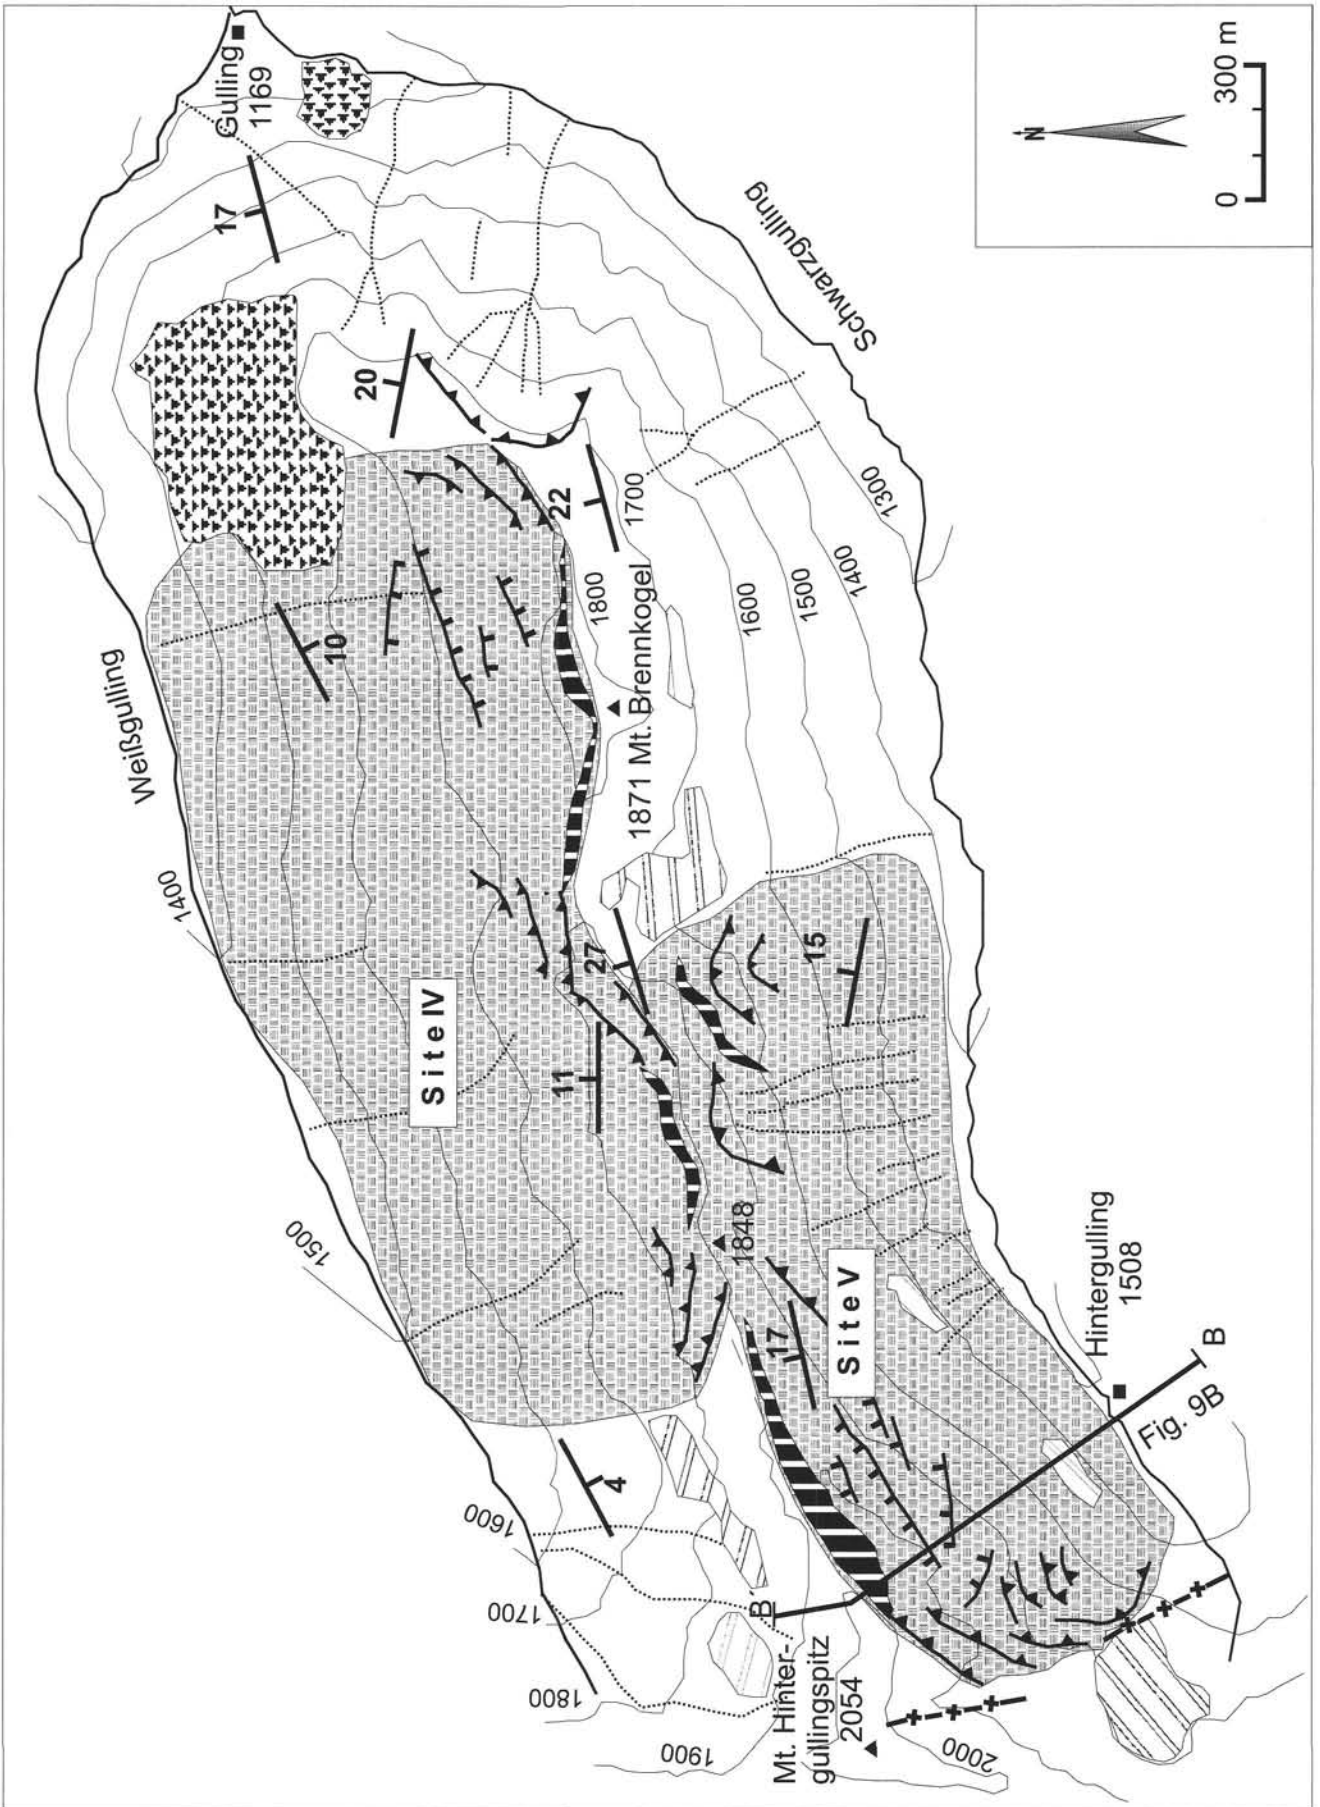 Gulling
1169
17
Weißgulling
20
10
22
1700
1800
1871 Mt. Brennkogel
Schwarzgulling
1300
1400
1500
1600
1400
Site IV
27
15
11
1500
1848
17
Site V
Hintergulling
1508
B
Fig. 9B
4
1600
1700
1800
1900
B'
Mt. Hinter-
gullingspitz
2054
2000
N
0
300 m